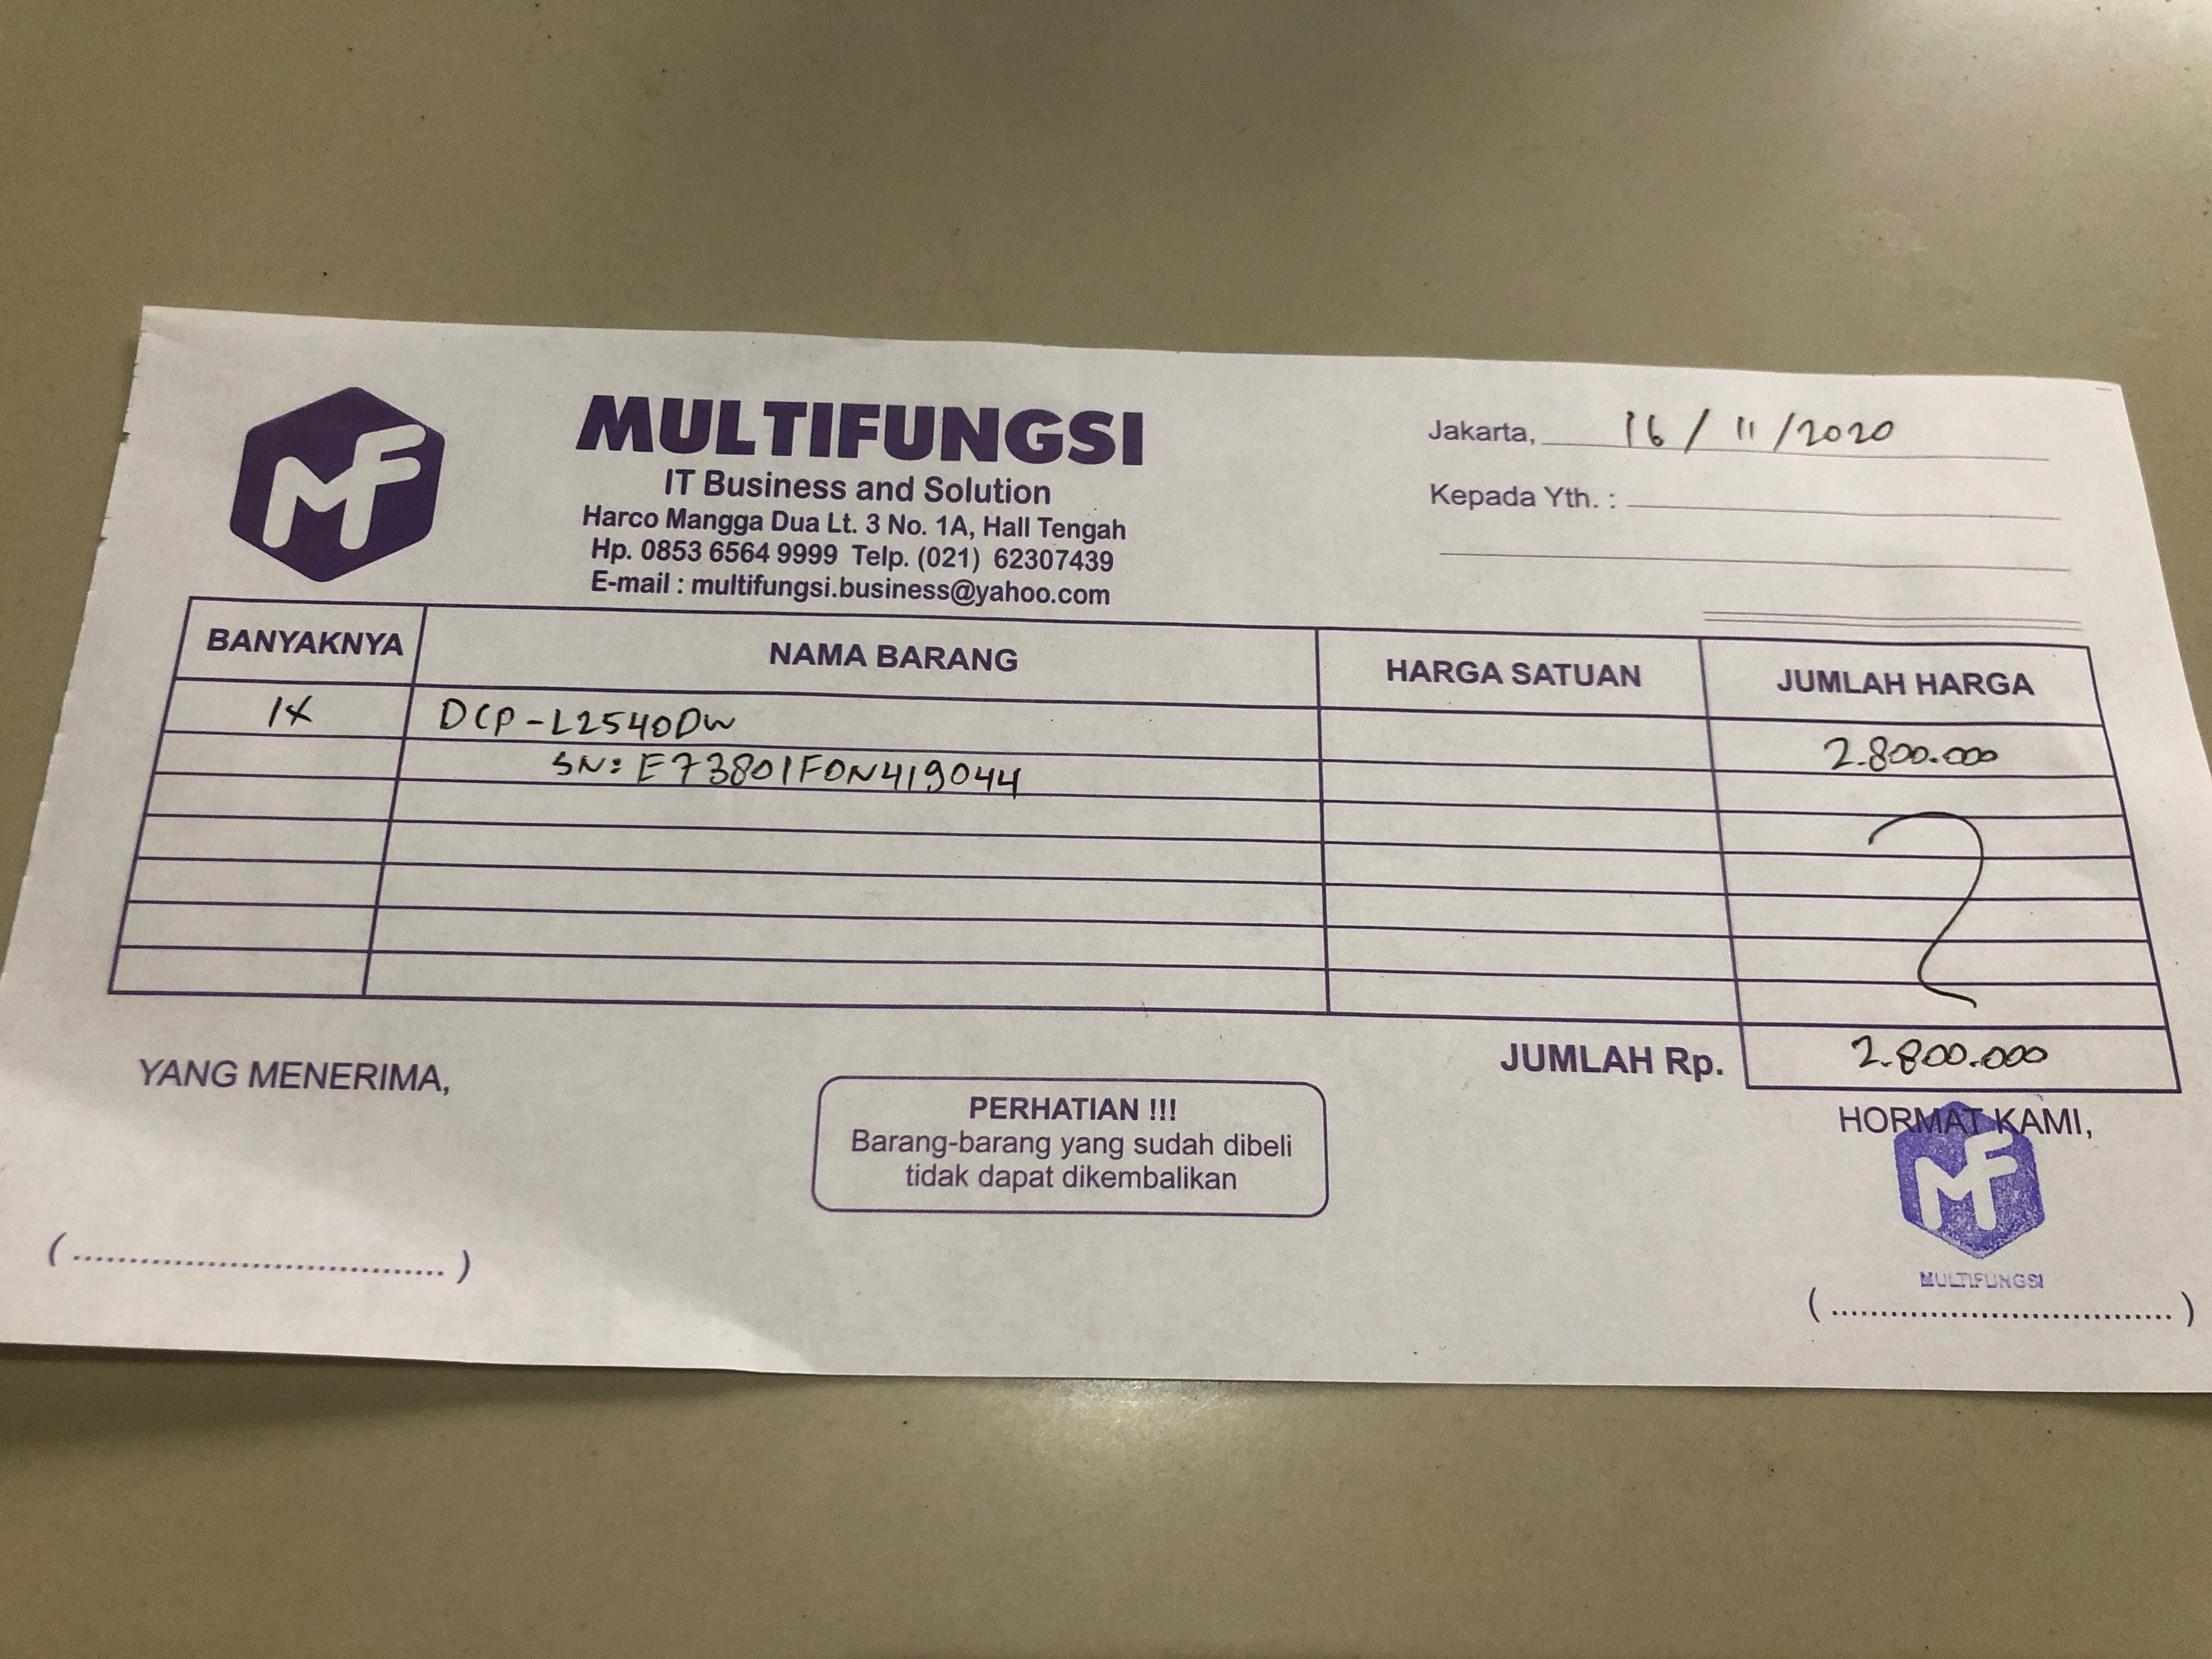 MF
MULTIFUNGSI
IT Business and Solution
Harco Mangga Dua Lt. 3 No. 1A, Hall Tengah
Hp. 0853 6564 9999 Telp. (021) 62307439
E-mail : multifungsi.business@yahoo.com
Jakarta, 16 / 11 / 2020
Kepada Yth. :
BANYAKNYA NAMA BARANG HARGA SATUAN JUMLAH HARGA
1X DCP-L2540DW 2.800.000
SN: E73801F0N419044
JUMLAH Rp. 2.800.000
YANG MENERIMA,
PERHATIAN !!!
Barang-barang yang sudah dibeli
tidak dapat dikembalikan
HORMAT KAMI,
MF
MULTIFUNGSI
(....................................)
(....................................)